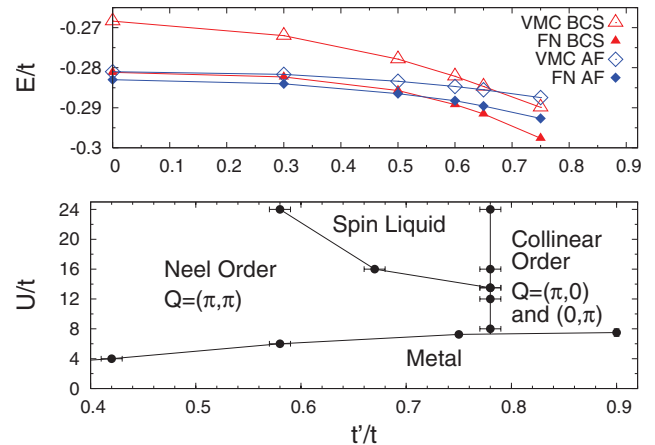 E/t
-0.27
-0.28
-0.29
-0.3
VMC BCS
FN BCS
VMC AF
FN AF
0 0.1 0.2 0.3 0.4 0.5 0.6 0.7 0.8 0.9
U/t
24
20
16
12
8
4
0
Spin Liquid
Neel Order
Q=(π,π)
Collinear
Order
Q=(π,0)
and (0,π)
Metal
0.4 0.5 0.6 0.7 0.8 0.9
t'/t